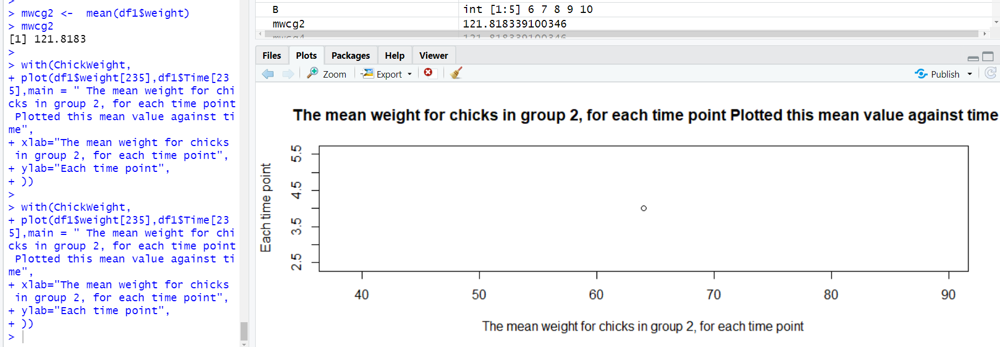 >
> mwcg2 <-  mean(df1$weight)
> mwcg2
[1] 121.8183
>
> with(ChickWeight,
+ plot(df1$weight[235],df1$Time[23
5],main = " The mean weight for chi
cks in group 2, for each time point
 Plotted this mean value against ti
me",
+ xlab="The mean weight for chicks
 in group 2, for each time point",
+ ylab="Each time point",
+ ))
>
> with(ChickWeight,
+ plot(df1$weight[235],df1$Time[23
5],main = " The mean weight for chi
cks in group 2, for each time point
 Plotted this mean value against ti
me",
+ xlab="The mean weight for chicks
 in group 2, for each time point",
+ ylab="Each time point",
+ ))
>
B int [1:5] 6 7 8 9 10
mwcg2 121.818339100346
mwcg4 121.818339100346
Files Plots Packages Help Viewer
Zoom Export Publish
The mean weight for chicks in group 2, for each time point Plotted this mean value against time
Each time point
5.5
4.5
3.5
2.5
40 50 60 70 80 90
The mean weight for chicks in group 2, for each time point